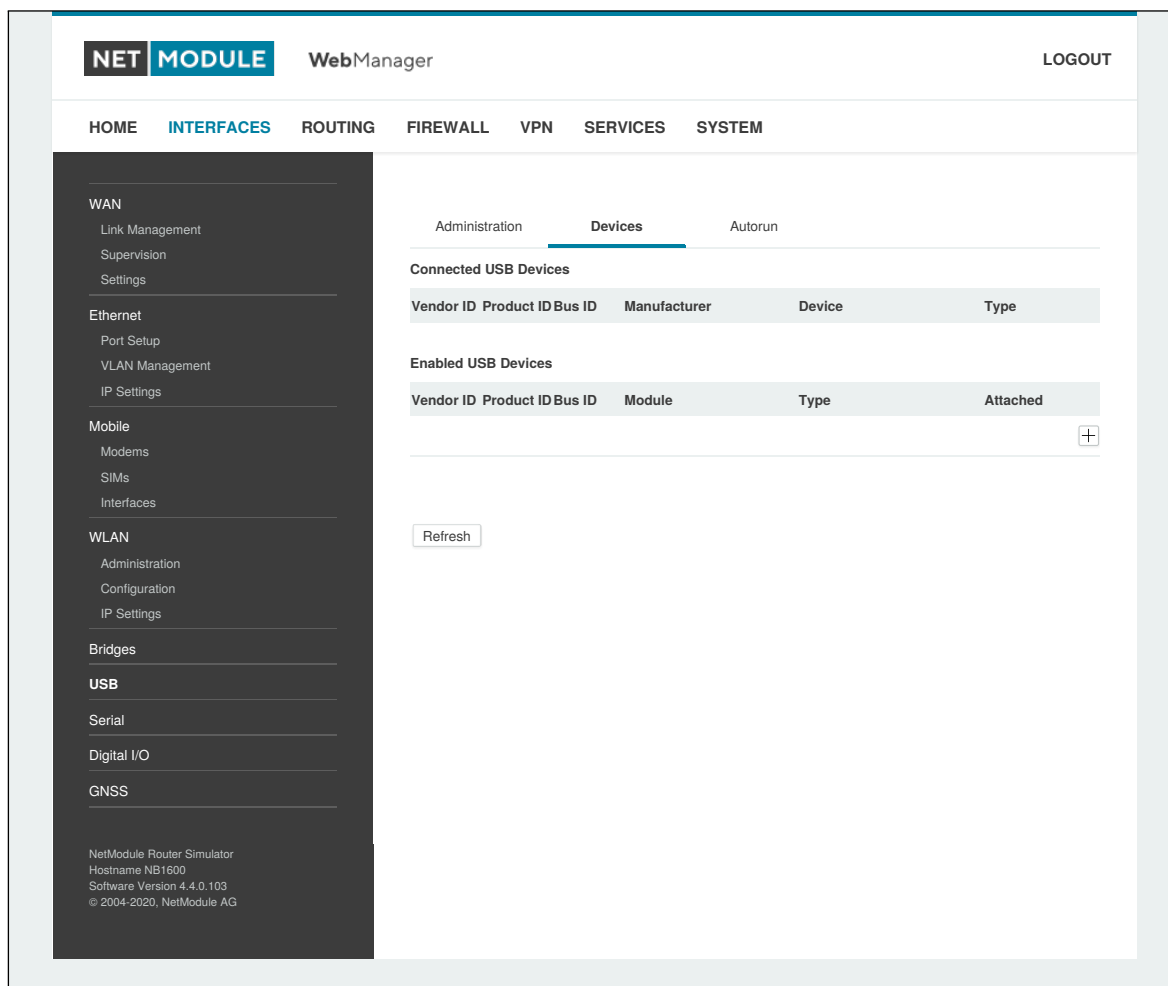 NET MODULE WebManager LOGOUT
HOME INTERFACES ROUTING FIREWALL VPN SERVICES SYSTEM
WAN
Link Management
Supervision
Settings
Ethernet
Port Setup
VLAN Management
IP Settings
Mobile
Modems
SIMs
Interfaces
WLAN
Administration
Configuration
IP Settings
Bridges
USB
Serial
Digital I/O
GNSS
NetModule Router Simulator
Hostname NB1600
Software Version 4.4.0.103
© 2004-2020, NetModule AG
Administration Devices Autorun
Connected USB Devices
Vendor ID Product ID Bus ID Manufacturer Device Type
Enabled USB Devices
Vendor ID Product ID Bus ID Module Type Attached
Refresh